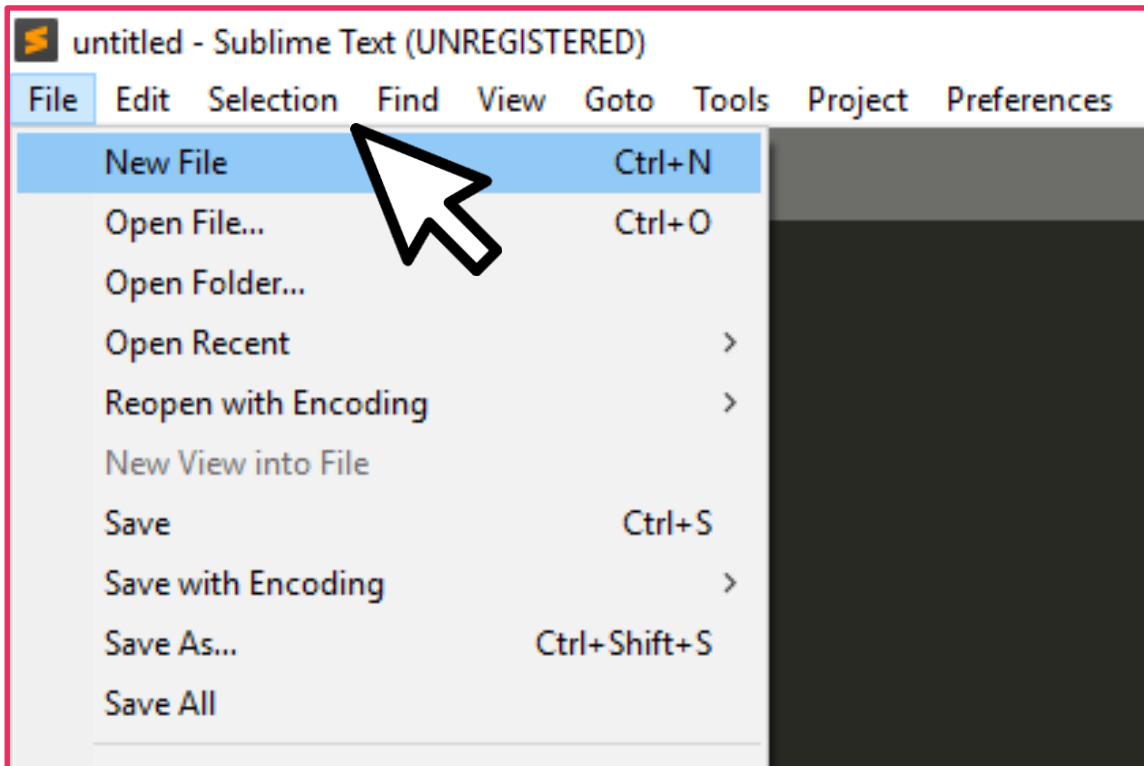 untitled - Sublime Text (UNREGISTERED)
File Edit Selection Find View Goto Tools Project Preferences
New File Ctrl+N
Open File... Ctrl+O
Open Folder...
Open Recent
Reopen with Encoding
New View into File
Save Ctrl+S
Save with Encoding
Save As... Ctrl+Shift+S
Save All